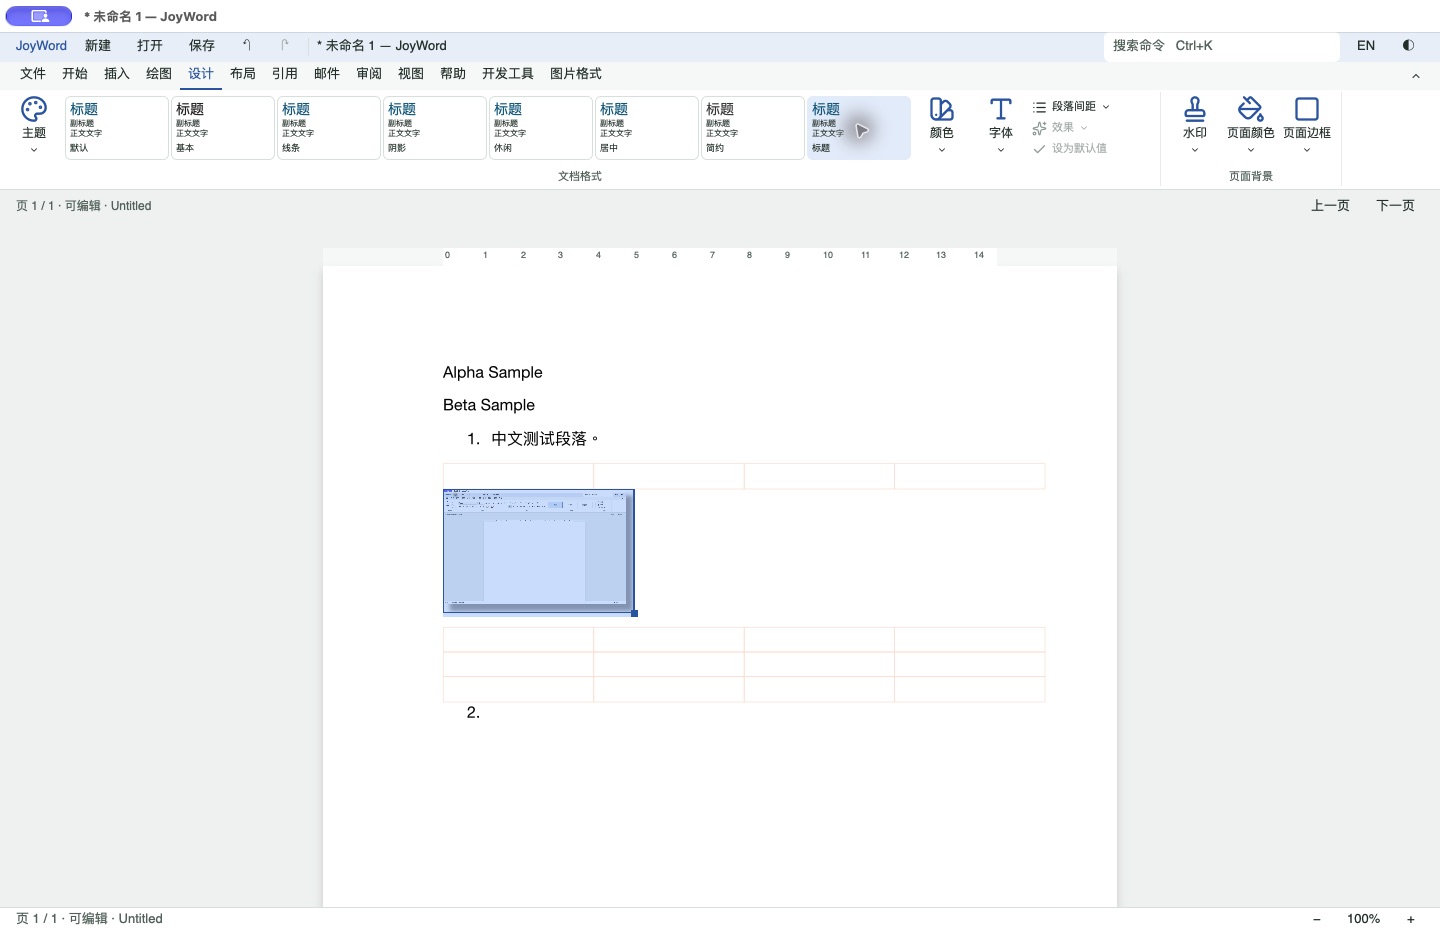 * 未命名 1 — JoyWord
JoyWord 新建 打开 保存 * 未命名 1 — JoyWord 搜索命令 Ctrl+K EN
文件 开始 插入 绘图 设计 布局 引用 邮件 审阅 视图 帮助 开发工具 图片格式
主题
标题
副标题
正文文字
默认
标题
副标题
正文文字
基本
标题
副标题
正文文字
线条
标题
副标题
正文文字
阴影
标题
副标题
正文文字
休闲
标题
副标题
正文文字
居中
标题
副标题
正文文字
简约
标题
副标题
正文文字
标题
颜色
字体
段落间距
效果
设为默认值
水印
页面颜色
页面边框
文档格式
页面背景
页 1 / 1 · 可编辑 · Untitled 上一页 下一页
0 1 2 3 4 5 6 7 8 9 10 11 12 13 14
Alpha Sample
Beta Sample
1. 中文测试段落。
2.
页 1 / 1 · 可编辑 · Untitled − 100% +